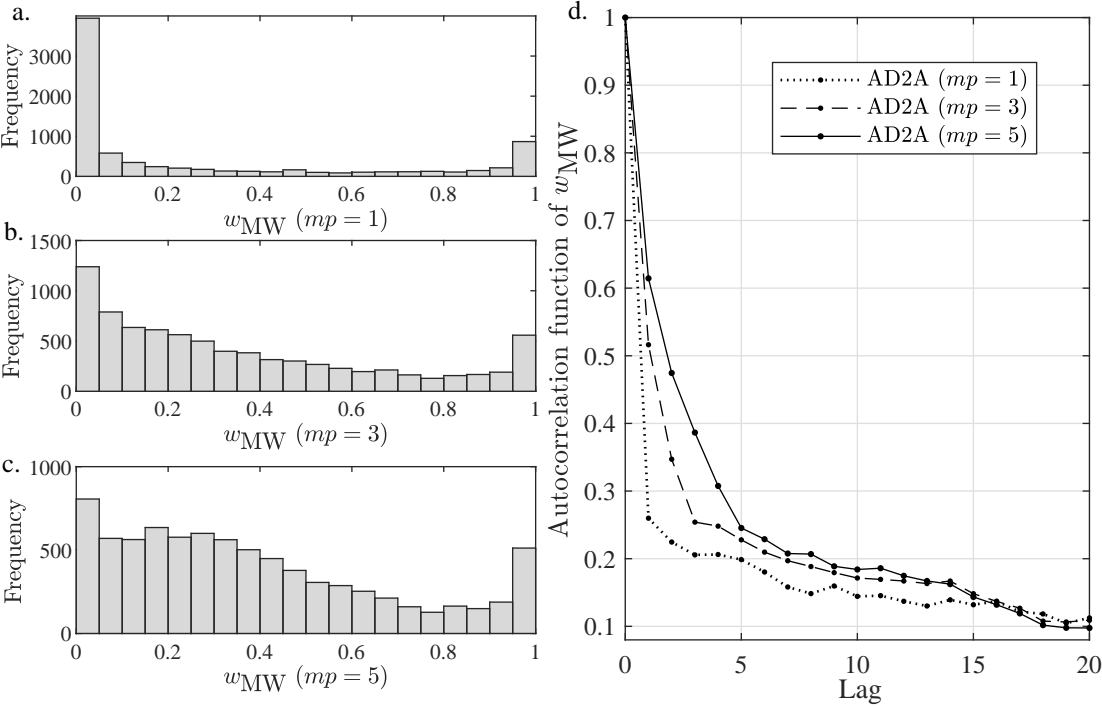 a.
3000
2000
1000
0
Frequency
0 0.2 0.4 0.6 0.8 1
wMW (mp = 1)
b.
1500
1000
500
0
Frequency
0 0.2 0.4 0.6 0.8 1
wMW (mp = 3)
c.
1000
500
0
Frequency
0 0.2 0.4 0.6 0.8 1
wMW (mp = 5)
d.
1
0.9
0.8
0.7
0.6
0.5
0.4
0.3
0.2
0.1
Autocorrelation function of wMW
AD2A (mp = 1)
AD2A (mp = 3)
AD2A (mp = 5)
0 5 10 15 20
Lag